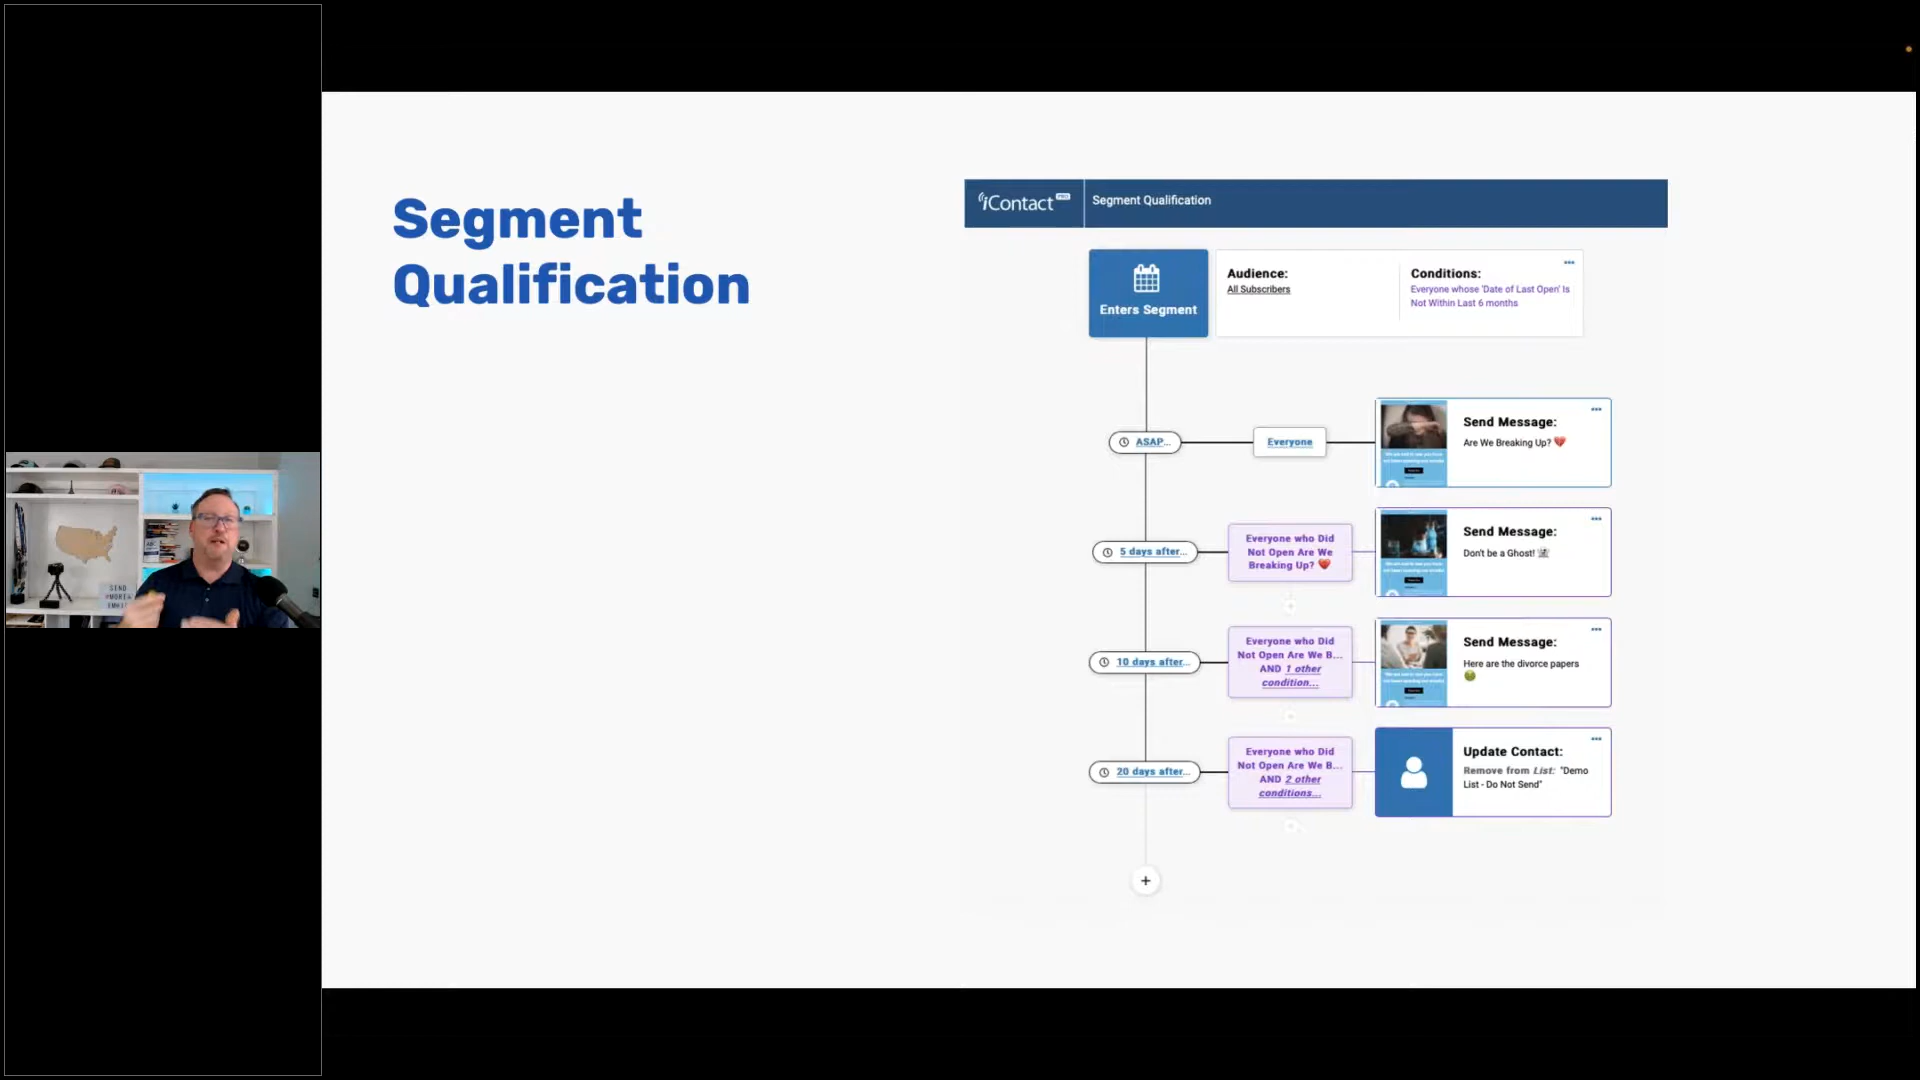 Segment
Qualification
iContact PRO
Segment Qualification
Enters Segment
Audience:
All Subscribers
Conditions:
Everyone whose 'Date of Last Open' Is
Not Within Last 6 months
ASAP...
Everyone
Send Message:
Are We Breaking Up? 💔
5 days after...
Everyone who Did
Not Open Are We
Breaking Up? 💔
Send Message:
Don't be a Ghost! 👻
10 days after...
Everyone who Did
Not Open Are We B...
AND 1 other
condition...
Send Message:
Here are the divorce papers
🤢
20 days after...
Everyone who Did
Not Open Are We B...
AND 2 other
conditions...
Update Contact:
Remove from List: "Demo
List - Do Not Send"
+
SEND